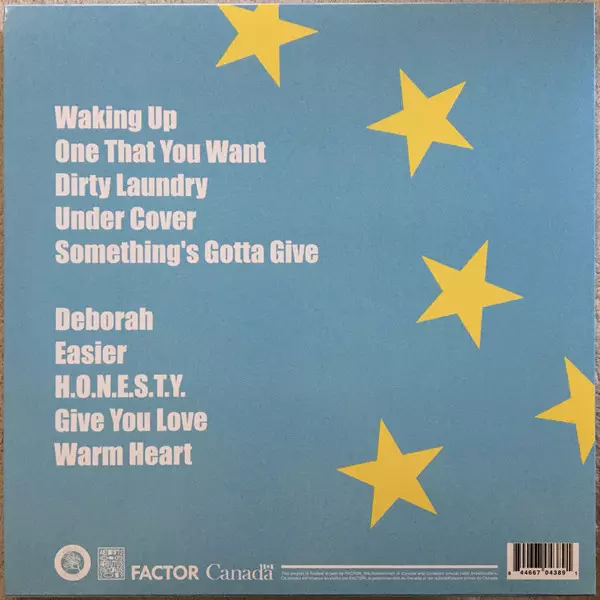 Waking Up
One That You Want
Dirty Laundry
Under Cover
Something's Gotta Give
Deborah
Easier
H.O.N.E.S.T.Y.
Give You Love
Warm Heart
FACTOR Canada